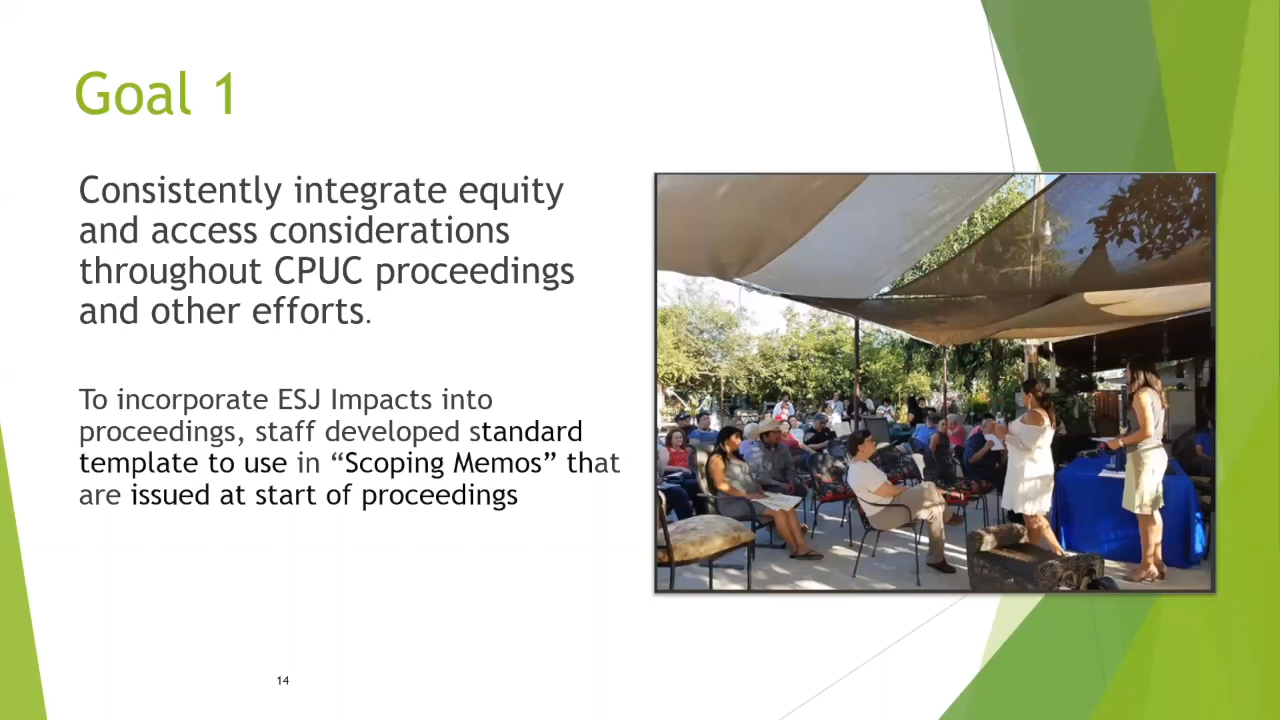 Goal 1
Consistently integrate equity
and access considerations
throughout CPUC proceedings
and other efforts.
To incorporate ESJ Impacts into
proceedings, staff developed standard
template to use in “Scoping Memos” that
are issued at start of proceedings
14